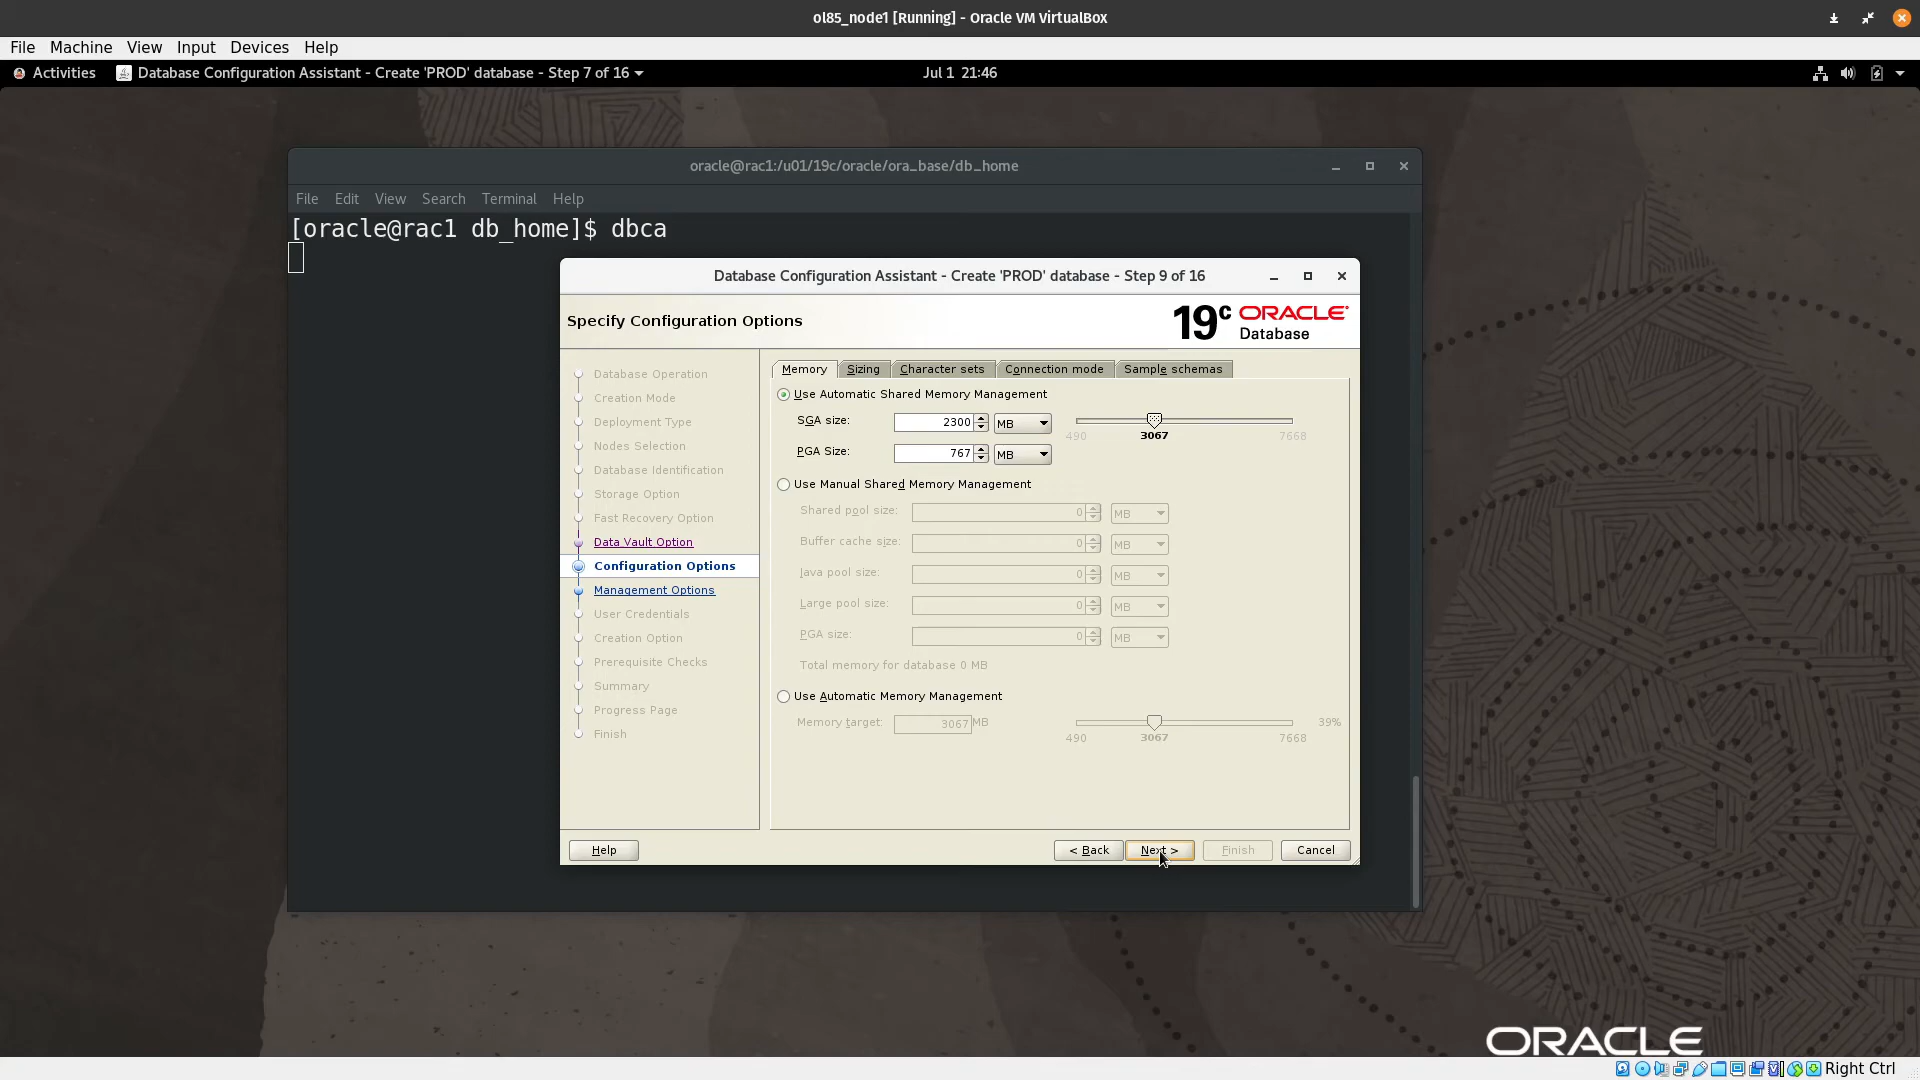 ol85_node1 [Running] - Oracle VM VirtualBox
File Machine View Input Devices Help
Activities Database Configuration Assistant - Create 'PROD' database - Step 7 of 16 Jul 1 21:46
oracle@rac1:/u01/19c/oracle/ora_base/db_home
File Edit View Search Terminal Help
[oracle@rac1 db_home]$ dbca
Database Configuration Assistant - Create 'PROD' database - Step 9 of 16
Specify Configuration Options
19c ORACLE
Database
Database Operation
Creation Mode
Deployment Type
Nodes Selection
Database Identification
Storage Option
Fast Recovery Option
Data Vault Option
Configuration Options
Management Options
User Credentials
Creation Option
Prerequisite Checks
Summary
Progress Page
Finish
Memory Sizing Character sets Connection mode Sample schemas
Use Automatic Shared Memory Management
SGA size: 2300 MB
490 3067 7668
PGA Size: 767 MB
Use Manual Shared Memory Management
Shared pool size: 0 MB
Buffer cache size: 0 MB
Java pool size: 0 MB
Large pool size: 0 MB
PGA size: 0 MB
Total memory for database 0 MB
Use Automatic Memory Management
Memory target: 3067 MB 39%
490 3067 7668
Help < Back Next > Finish Cancel
ORACLE
Right Ctrl